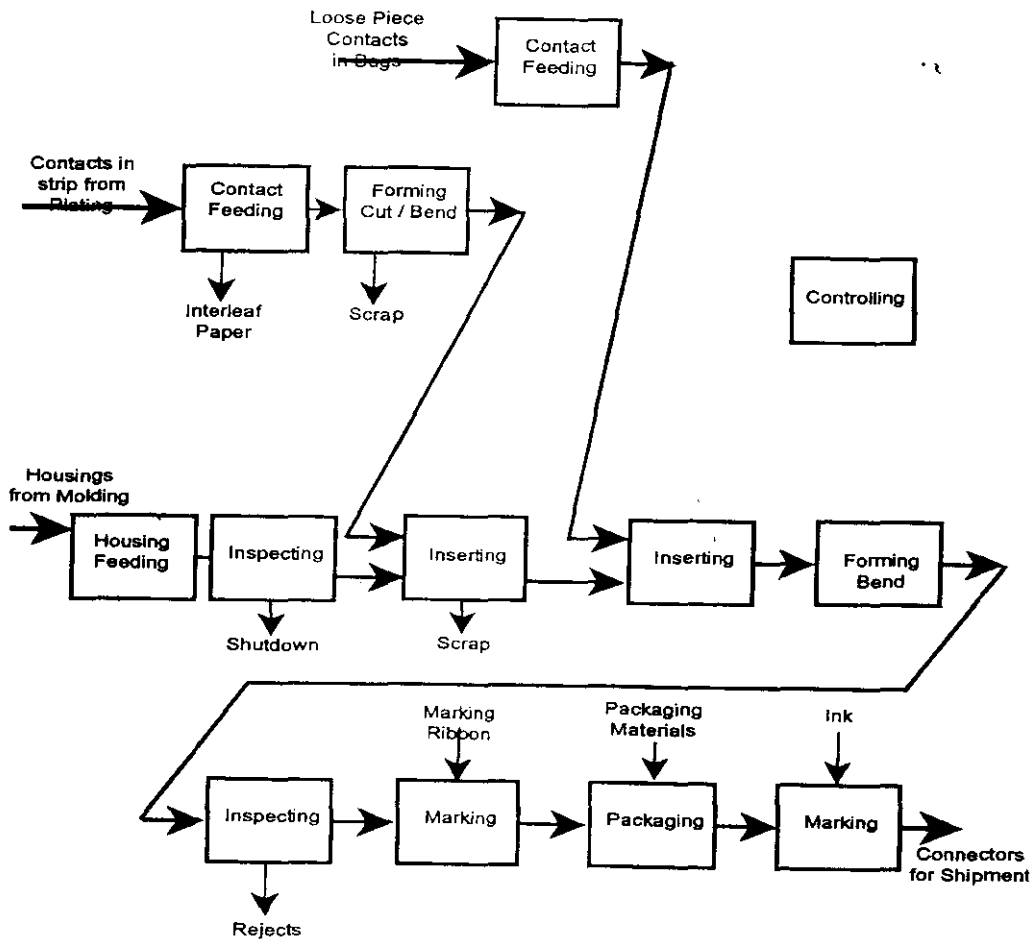 Loose Piece
Contacts
in Bags
Contact
Feeding
Contacts in
strip from
Plating
Contact
Feeding
Forming
Cut / Bend
Interleaf
Paper
Scrap
Controlling
Housings
from Molding
Housing
Feeding
Inspecting
Inserting
Inserting
Forming
Bend
Shutdown
Scrap
Marking
Ribbon
Packaging
Materials
Ink
Inspecting
Marking
Packaging
Marking
Connectors
for Shipment
Rejects